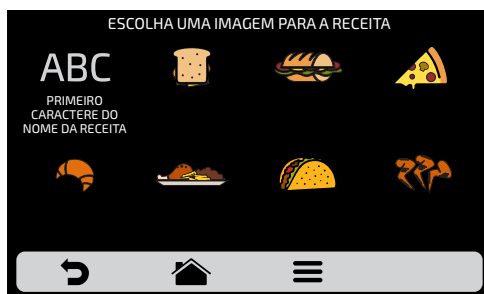 ESCOLHA UMA IMAGEM PARA A RECEITA
ABC
PRIMEIRO
CARACTERE DO
NOME DA RECEITA